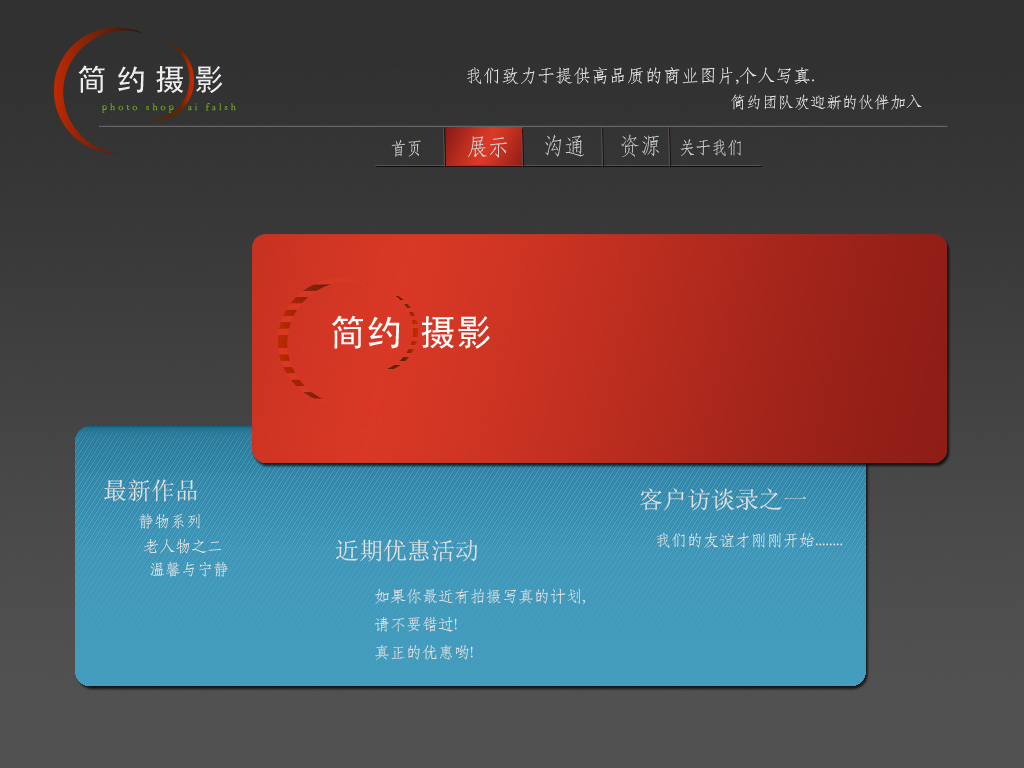 简约摄影
photo shop ai falsh
我们致力于提供高品质的商业图片,个人写真.
简约团队欢迎新的伙伴加入
首页 展示 沟通 资源 关于我们
简约 摄影
最新作品
静物系列
老人物之二
温馨与宁静
近期优惠活动
如果你最近有拍摄写真的计划,
请不要错过!
真正的优惠哟!
客户访谈录之一
我们的友谊才刚刚开始........